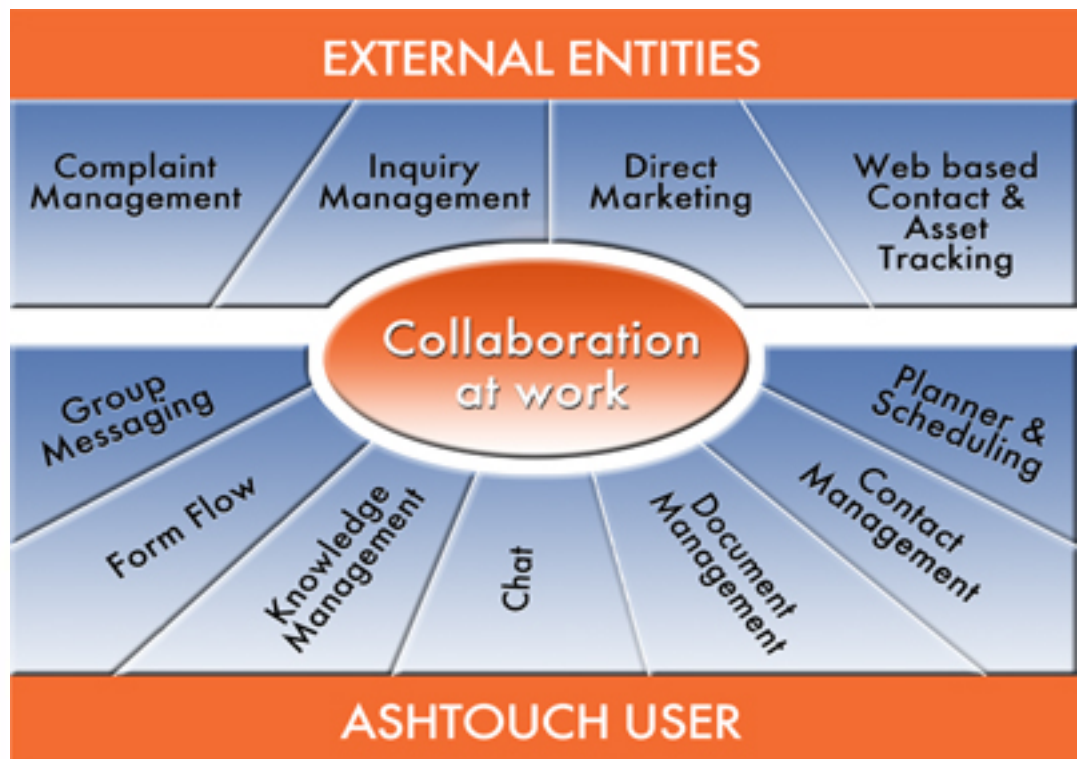 EXTERNAL ENTITIES
Complaint
Management
Inquiry
Management
Direct
Marketing
Web based
Contact &
Asset
Tracking
Collaboration
at work
Group
Messaging
Form Flow
Knowledge
Management
Chat
Document
Management
Contact
Management
Planner &
Scheduling
ASHTOUCH USER